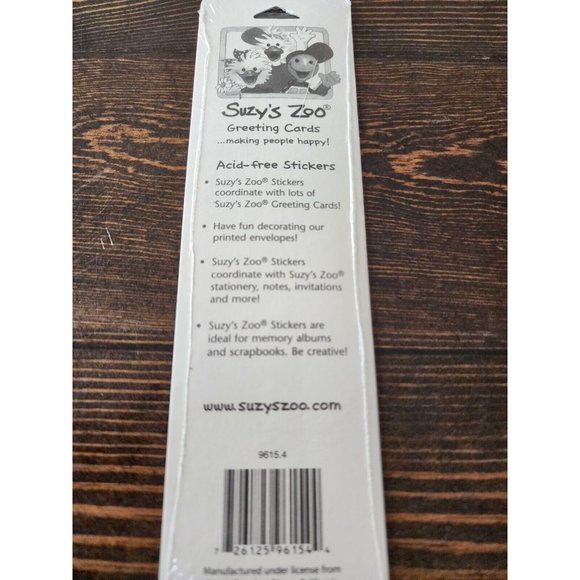 Suzy's Zoo®
Greeting Cards
...making people happy!
Acid-free Stickers
• Suzy's Zoo® Stickers
coordinate with lots of
Suzy's Zoo® Greeting Cards!
• Have fun decorating our
printed envelopes!
• Suzy's Zoo® Stickers
coordinate with Suzy's Zoo®
stationery, notes, invitations
and more!
• Suzy's Zoo® Stickers are
ideal for memory albums
and scrapbooks. Be creative!
www.suzyszoo.com
9615.4
7 26125 96154 4
Manufactured under license from